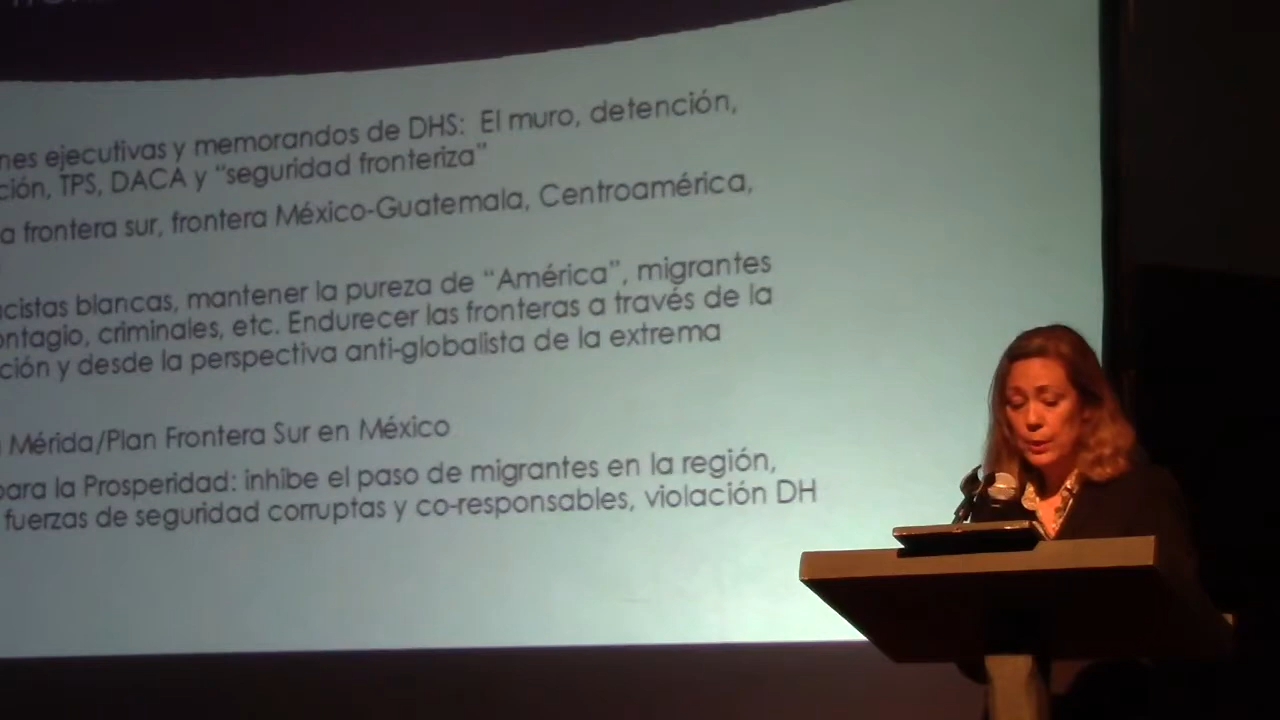 nes ejecutivas y memorandos de DHS: El muro, detención,
ción, TPS, DACA y "seguridad fronteriza"
a frontera sur, frontera México-Guatemala, Centroamérica,
cistas blancas, mantener la pureza de "América", migrantes
ontagio, criminales, etc. Endurecer las fronteras a través de la
ción y desde la perspectiva anti-globalista de la extrema
Mérida/Plan Frontera Sur en México
para la Prosperidad: inhibe el paso de migrantes en la región,
fuerzas de seguridad corruptas y co-responsables, violación DH